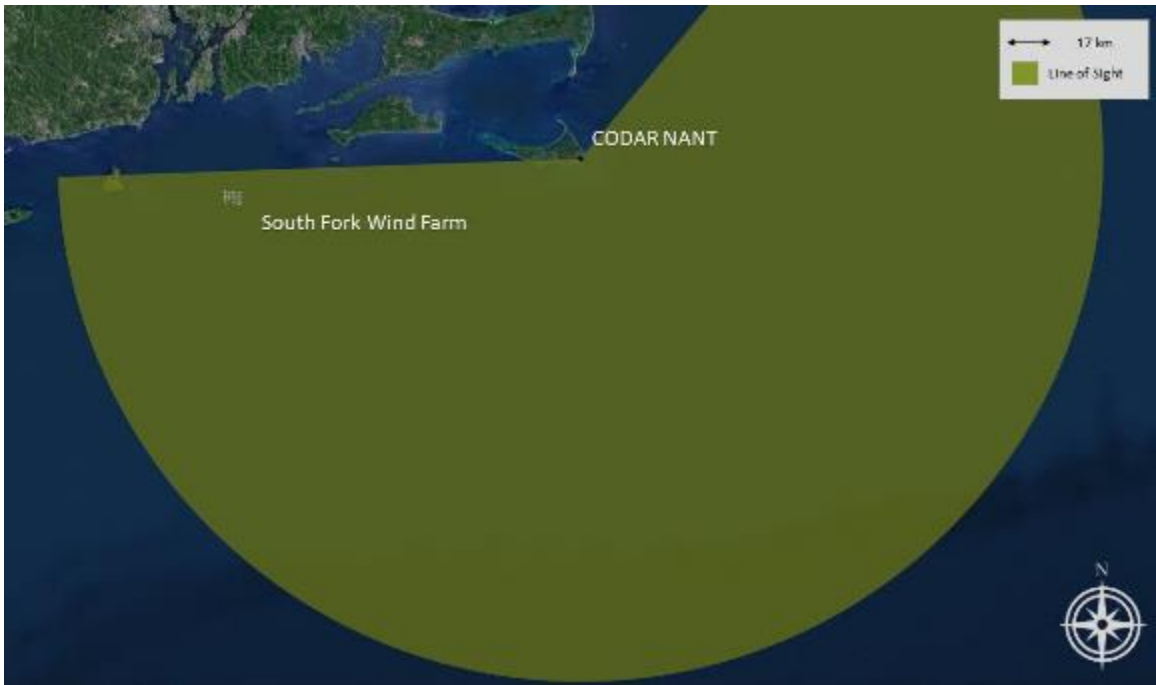 17 km
Line of Sight
CODAR NANT
South Fork Wind Farm
N